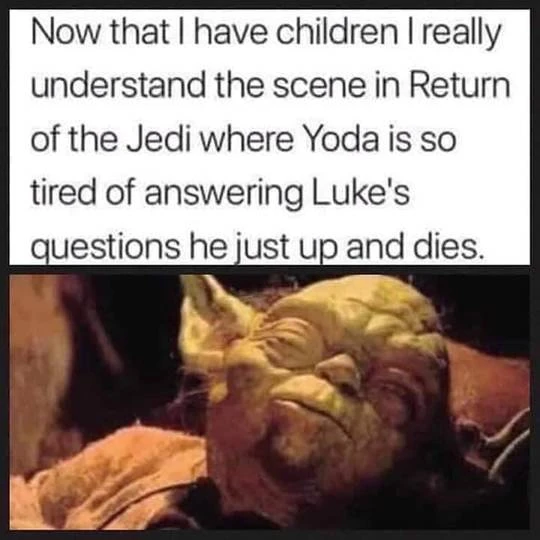 Now that I have children I really
understand the scene in Return
of the Jedi where Yoda is so
tired of answering Luke's
questions he just up and dies.